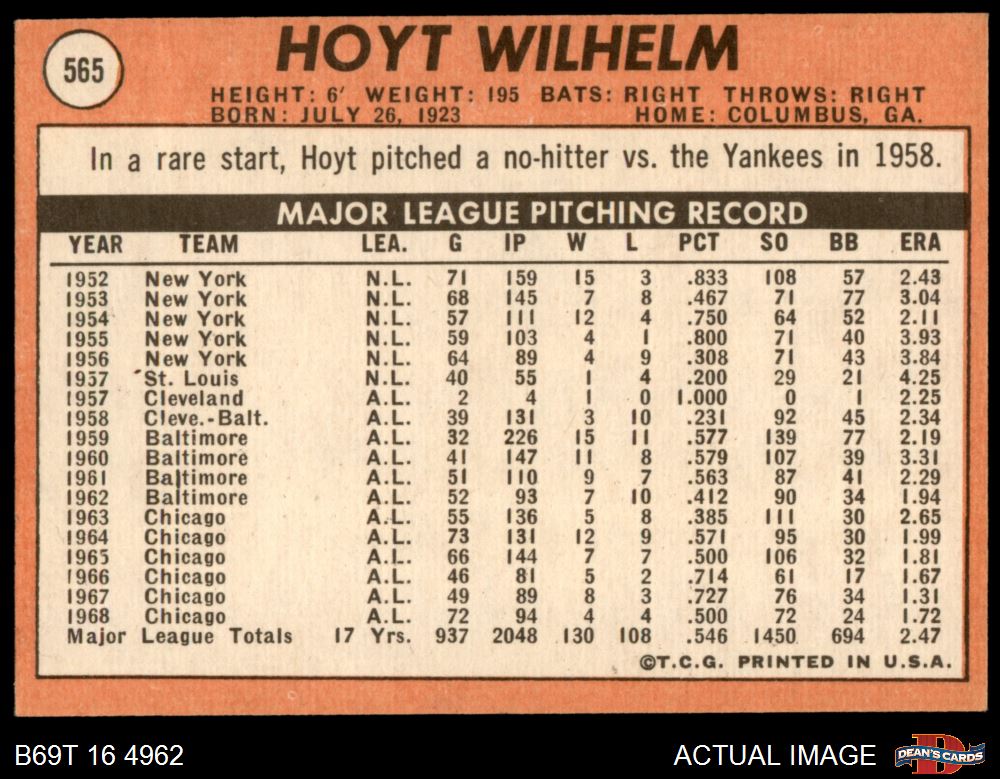 565
HOYT WILHELM
HEIGHT: 6' WEIGHT: 195 BATS: RIGHT THROWS: RIGHT
BORN: JULY 26, 1923 HOME: COLUMBUS, GA.
In a rare start, Hoyt pitched a no-hitter vs. the Yankees in 1958.
MAJOR LEAGUE PITCHING RECORD
YEAR TEAM LEA. G IP W L PCT SO BB ERA
1952 New York N.L. 71 159 15 3 .833 108 57 2.43
1953 New York N.L. 68 145 7 8 .467 71 77 3.04
1954 New York N.L. 57 111 12 4 .750 64 52 2.11
1955 New York N.L. 59 103 4 1 .800 71 40 3.93
1956 New York N.L. 64 89 4 9 .308 71 43 3.84
1957 St. Louis N.L. 40 55 1 4 .200 29 21 4.25
1957 Cleveland A.L. 2 4 1 0 1.000 0 1 2.25
1958 Cleve.-Balt. A.L. 39 131 3 10 .231 92 45 2.34
1959 Baltimore A.L. 32 226 15 11 .577 139 77 2.19
1960 Baltimore A.L. 41 147 11 8 .579 107 39 3.31
1961 Baltimore A.L. 51 110 9 7 .563 87 41 2.29
1962 Baltimore A.L. 52 93 7 10 .412 90 34 1.94
1963 Chicago A.L. 55 136 5 8 .385 111 30 2.65
1964 Chicago A.L. 73 131 12 9 .571 95 30 1.99
1965 Chicago A.L. 66 144 7 7 .500 106 32 1.81
1966 Chicago A.L. 46 81 5 2 .714 61 17 1.67
1967 Chicago A.L. 49 89 8 3 .727 76 34 1.31
1968 Chicago A.L. 72 94 4 4 .500 72 24 1.72
Major League Totals 17 Yrs. 937 2048 130 108 .546 1450 694 2.47
©T.C.G. PRINTED IN U.S.A.
B69T 16 4962 ACTUAL IMAGE DEAN'S CARDS